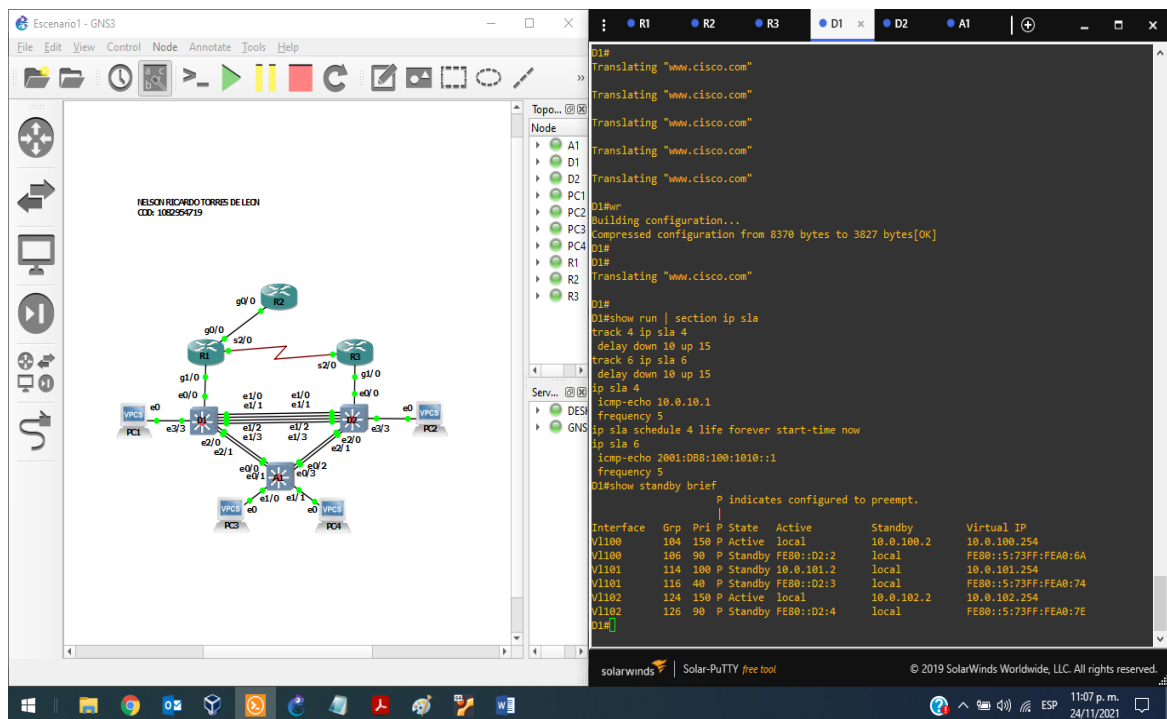 Escenario1 - GNS3
File Edit View Control Node Annotate Tools Help
NELSON RICARDO TORRES DE LEON
COD: 1082954719
g0/0
R2
g0/0
s2/0
R1
s2/0
R3
g1/0
g1/0
e0/0
e1/0
e1/0
e0/0
e1/1
e1/1
VPCS
e0
e3/3
D1
D2
e3/3
e0
VPCS
PC1
PC2
e1/2
e1/2
e1/3
e1/3
e2/0
e2/1
e2/0
e2/1
e0/0
e0/1
e0/2
e0/3
A1
e1/0
e1/1
VPCS
e0
e0
VPCS
PC3
PC4
Topo...
Node
A1
D1
D2
PC1
PC2
PC3
PC4
R1
R2
R3
Serv...
DESI
GNS
R1 R2 R3 D1 D2 A1
D1#
Translating "www.cisco.com"
Translating "www.cisco.com"
Translating "www.cisco.com"
Translating "www.cisco.com"
Translating "www.cisco.com"
D1#wr
Building configuration...
Compressed configuration from 8370 bytes to 3827 bytes[OK]
D1#
D1#
Translating "www.cisco.com"
D1#
D1#show run | section ip sla
track 4 ip sla 4
delay down 10 up 15
track 6 ip sla 6
delay down 10 up 15
ip sla 4
icmp-echo 10.0.10.1
frequency 5
ip sla schedule 4 life forever start-time now
ip sla 6
icmp-echo 2001:DB8:100:1010::1
frequency 5
D1#show standby brief
P indicates configured to preempt.
|
Interface Grp Pri P State Active Standby Virtual IP
Vl100 104 150 P Active local 10.0.100.2 10.0.100.254
Vl100 106 90 P Standby FE80::D2:2 local FE80::5:73FF:FEA0:6A
Vl101 114 100 P Standby 10.0.101.2 local 10.0.101.254
Vl101 116 40 P Standby FE80::D2:3 local FE80::5:73FF:FEA0:74
Vl102 124 150 P Active local 10.0.102.2 10.0.102.254
Vl102 126 90 P Standby FE80::D2:4 local FE80::5:73FF:FEA0:7E
D1#
solarwinds Solar-PuTTY free tool © 2019 SolarWinds Worldwide, LLC. All rights reserved.
ESP
11:07 p. m.
24/11/2021